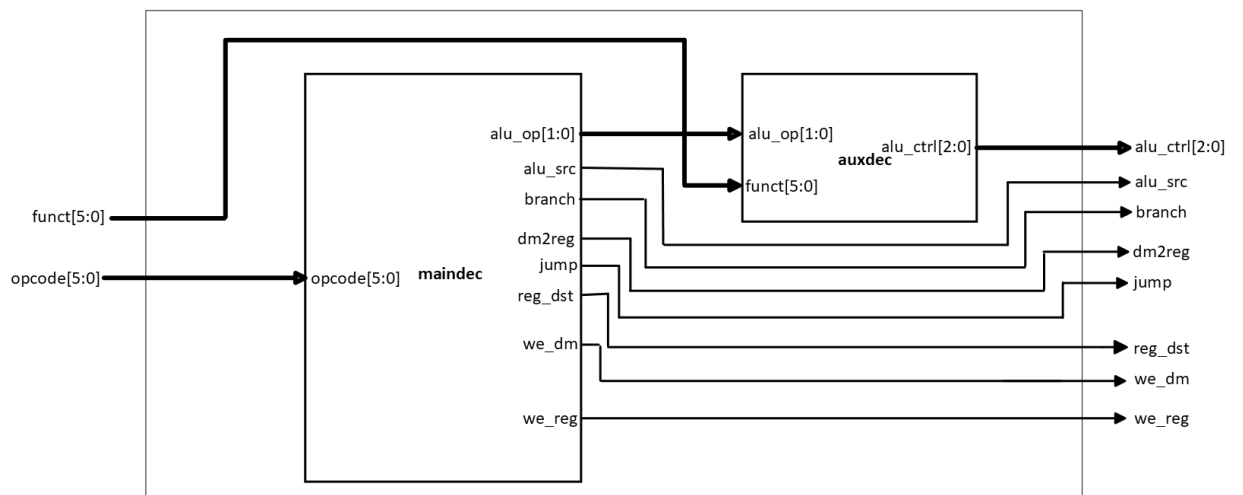 alu_op[1:0]
alu_op[1:0]
alu_ctrl[2:0]
alu_ctrl[2:0]
auxdec
alu_src
alu_src
funct[5:0]
branch
branch
funct[5:0]
dm2reg
dm2reg
jump
maindec
opcode[5:0]
opcode[5:0]
jump
reg_dst
we_dm
reg_dst
we_dm
we_reg
we_reg